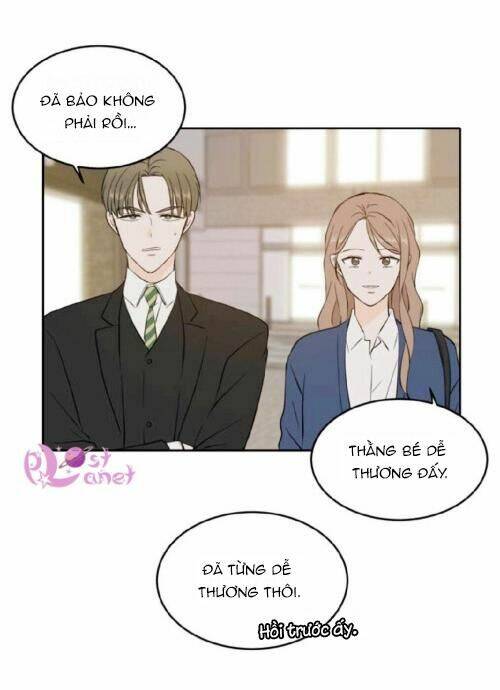 ĐÃ BẢO KHÔNG
PHẢI RỒI...
THẰNG BÉ DỄ
THƯƠNG ĐẤY.
Lost
Planet
ĐÃ TỪNG DỄ
THƯƠNG THÔI.
Hồi trước ấy.